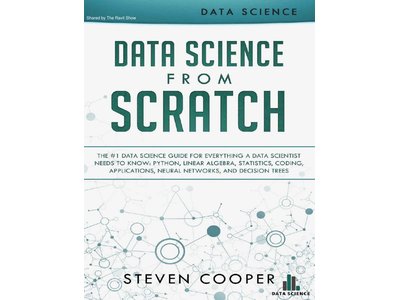 Shared by The Ravit Show
DATA SCIENCE
DATA SCIENCE
FROM
SCRATCH
THE #1 DATA SCIENCE GUIDE FOR EVERYTHING A DATA SCIENTIST
NEEDS TO KNOW: PYTHON, LINEAR ALGEBRA, STATISTICS, CODING,
APPLICATIONS, NEURAL NETWORKS, AND DECISION TREES
STEVEN COOPER
DATA SCIENCE